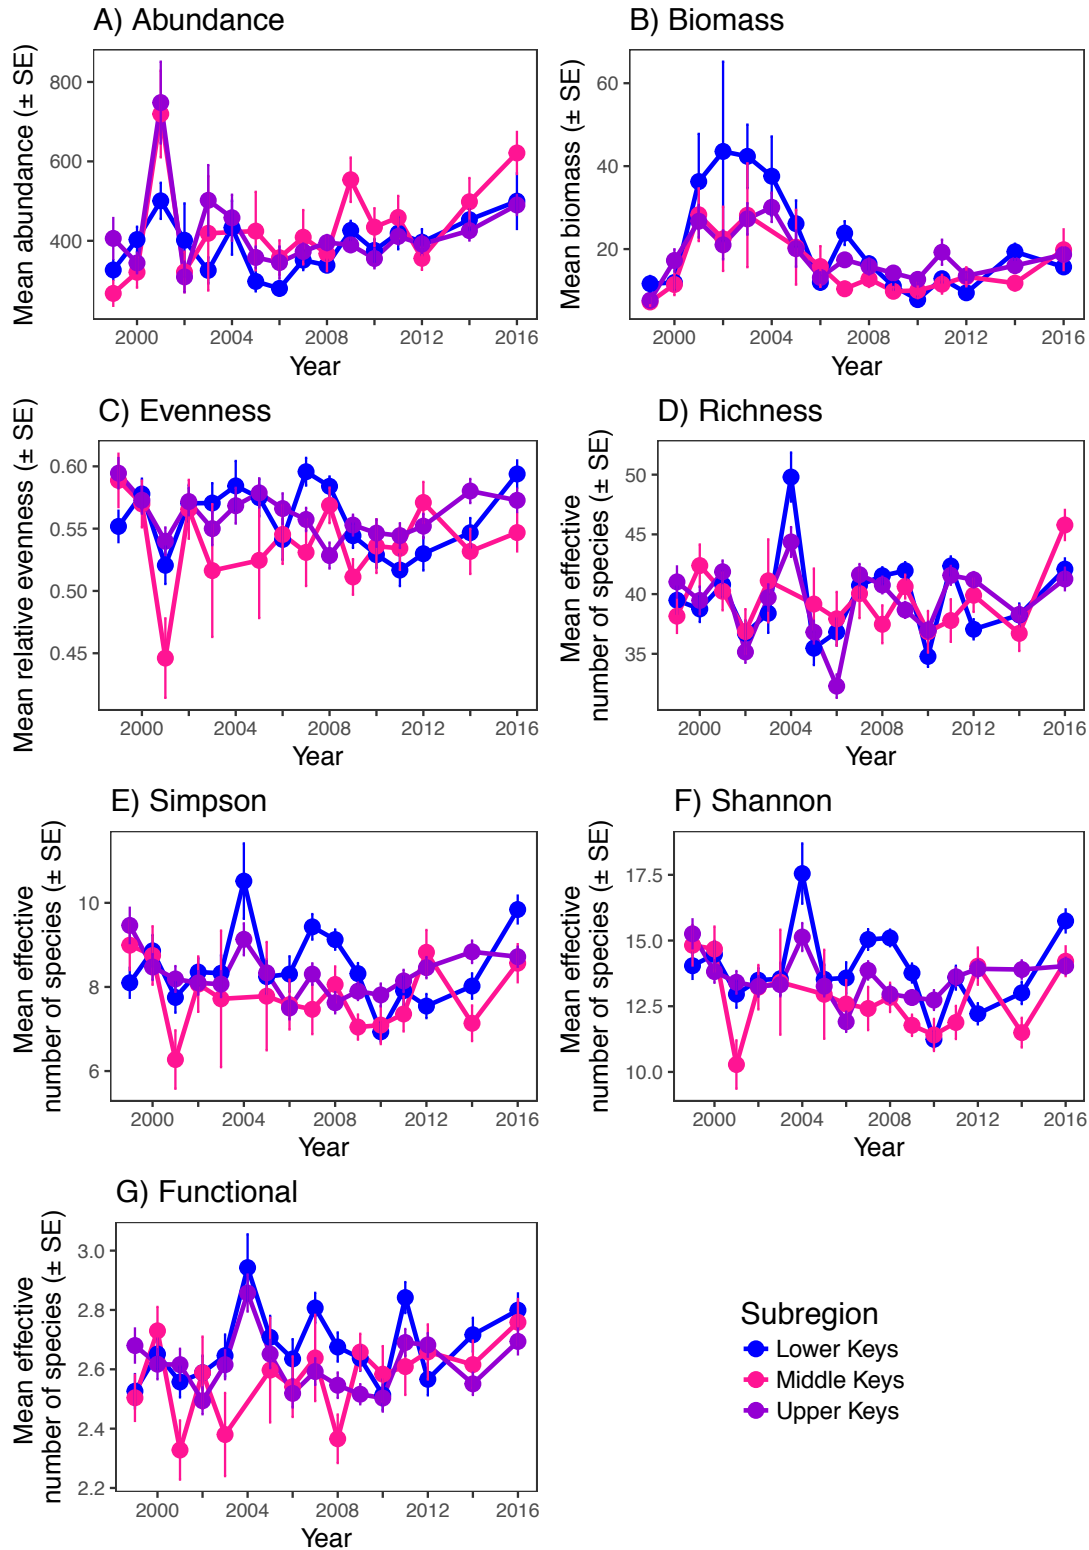 A) Abundance
Mean abundance (± SE)
800
600
400
2000
2004
2008
2012
2016
Year
B) Biomass
Mean biomass (± SE)
60
40
20
2000
2004
2008
2012
2016
Year
C) Evenness
Mean relative evenness (± SE)
0.60
0.55
0.50
0.45
2000
2004
2008
2012
2016
Year
D) Richness
Mean effective
number of species (± SE)
50
45
40
35
2000
2004
2008
2012
2016
Year
E) Simpson
Mean effective
number of species (± SE)
10
8
6
2000
2004
2008
2012
2016
Year
F) Shannon
Mean effective
number of species (± SE)
17.5
15.0
12.5
10.0
2000
2004
2008
2012
2016
Year
G) Functional
Mean effective
number of species (± SE)
3.0
2.8
2.6
2.4
2.2
2000
2004
2008
2012
2016
Year
Subregion
Lower Keys
Middle Keys
Upper Keys